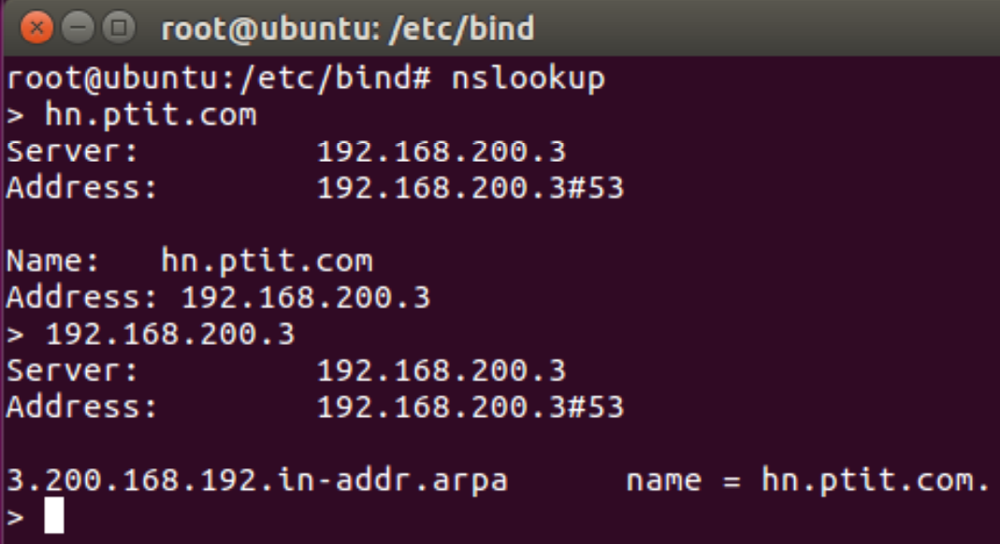 root@ubuntu: /etc/bind
root@ubuntu:/etc/bind# nslookup
> hn.ptit.com
Server:         192.168.200.3
Address:        192.168.200.3#53

Name:   hn.ptit.com
Address: 192.168.200.3
> 192.168.200.3
Server:         192.168.200.3
Address:        192.168.200.3#53

3.200.168.192.in-addr.arpa      name = hn.ptit.com.
>